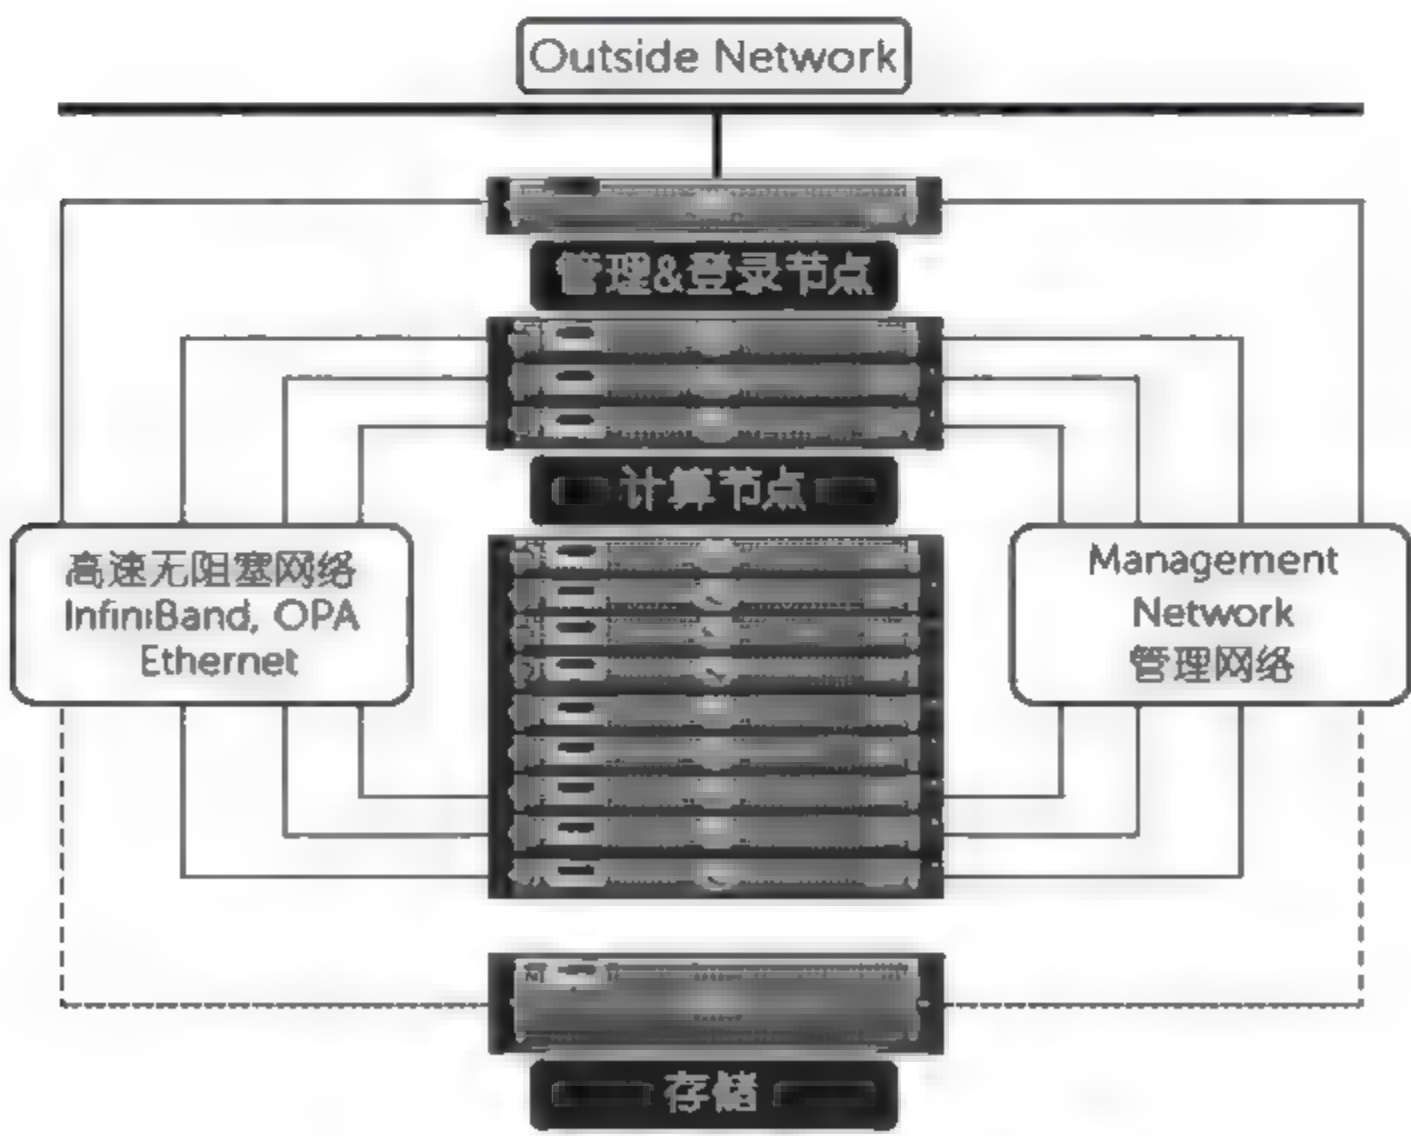 Outside Network
管理&登录节点
计算节点
高速无阻塞网络
InfiniBand, OPA
Ethernet
Management
Network
管理网络
存储